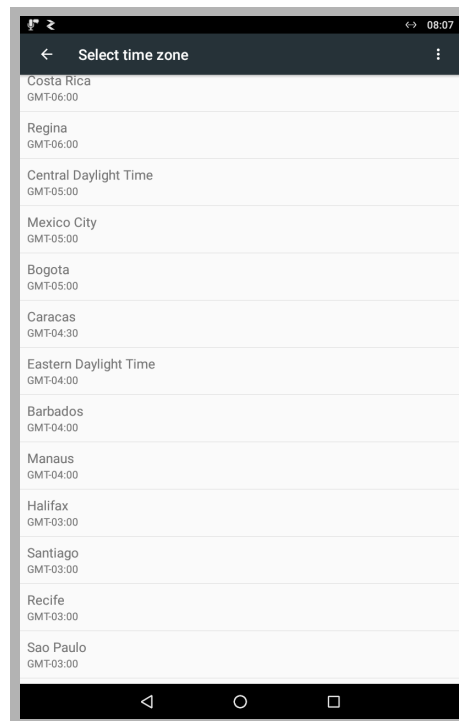 08:07
Select time zone
Costa Rica
GMT-06:00
Regina
GMT-06:00
Central Daylight Time
GMT-05:00
Mexico City
GMT-05:00
Bogota
GMT-05:00
Caracas
GMT-04:30
Eastern Daylight Time
GMT-04:00
Barbados
GMT-04:00
Manaus
GMT-04:00
Halifax
GMT-03:00
Santiago
GMT-03:00
Recife
GMT-03:00
Sao Paulo
GMT-03:00